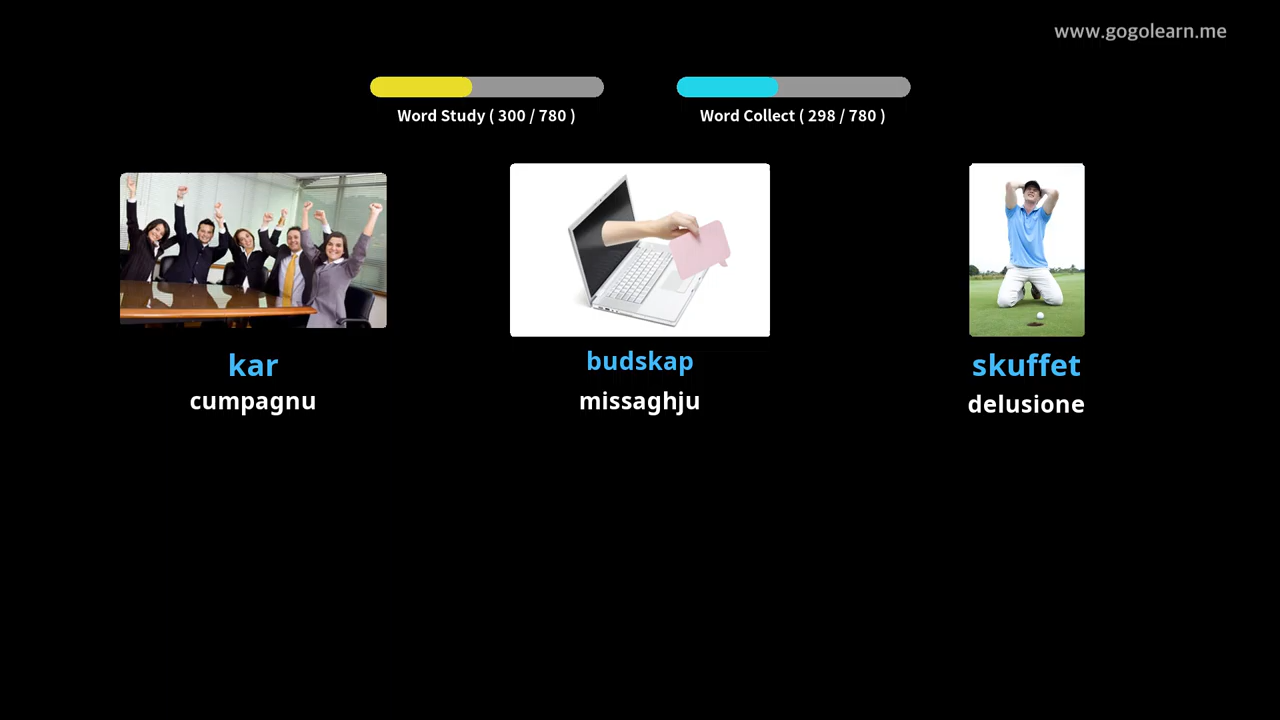 www.gogolearn.me
Word Study ( 300 / 780 )
Word Collect ( 298 / 780 )
kar
cumpagnu
budskap
missaghju
skuffet
delusione